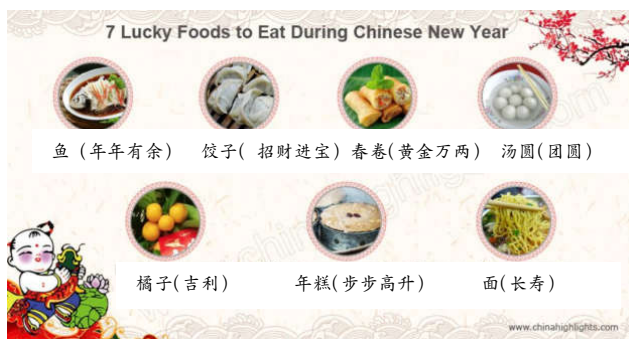 7 Lucky Foods to Eat During Chinese New Year
鱼 (年年有余) 饺子( 招财进宝) 春卷(黄金万两) 汤圆(团圆)
橘子(吉利) 年糕(步步高升) 面(长寿)
www.chinahighlights.com